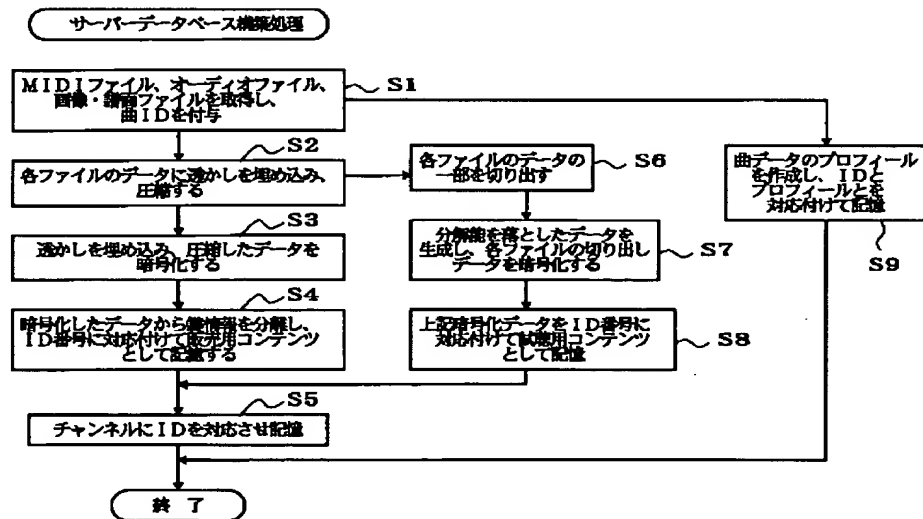 サーバーデータベース構築処理
S1
MIDIファイル、オーディオファイル、
画像・譜面ファイルを取得し、
曲IDを付与
S2
各ファイルのデータに透かしを埋め込み、
圧縮する
S3
透かしを埋め込み、圧縮したデータを
暗号化する
S4
暗号化したデータから鍵情報を分解し、
ID番号に対応付けて販売用コンテンツ
として記憶する
S5
チャンネルにIDを対応させ記憶
終 了
S6
各ファイルのデータの
一部を切り出す
S7
分解能を落としたデータを
生成し、各ファイルの切り出し
データを暗号化する
S8
上記暗号化データをID番号に
対応付けて試聴用コンテンツ
として記憶
曲データのプロフィール
を作成し、IDと
プロフィールとを
対応付けて記憶
S9